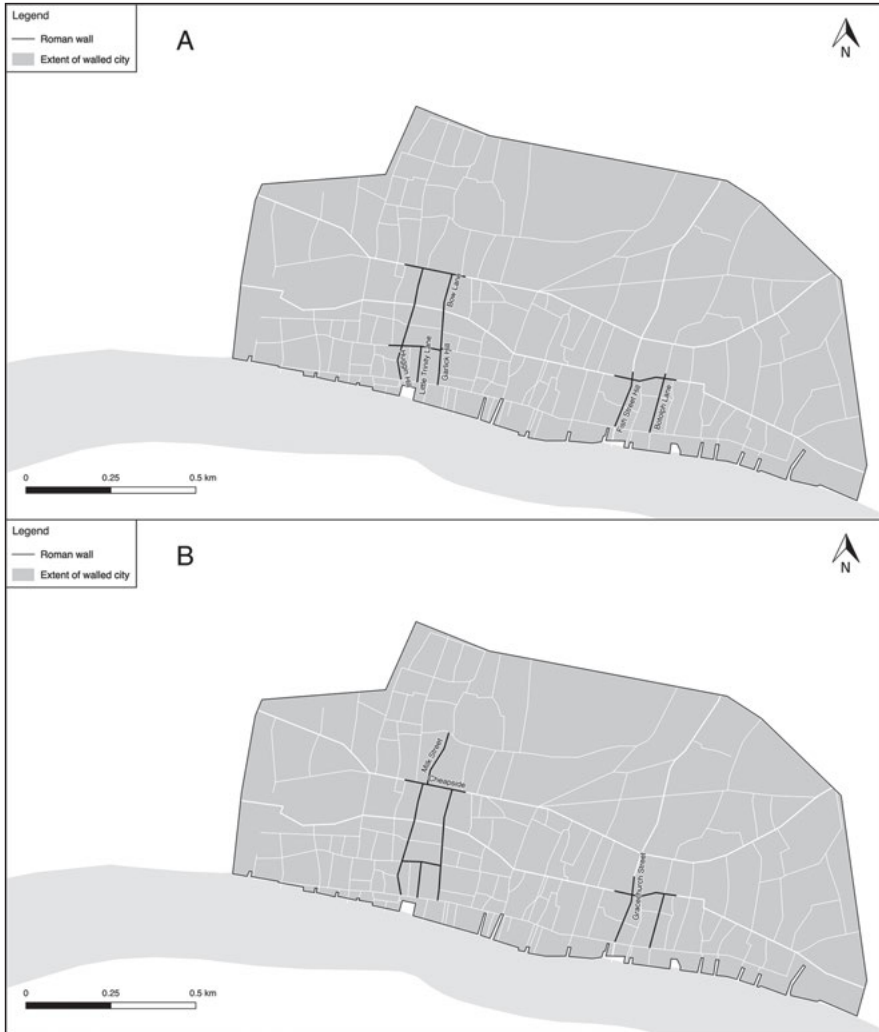 Legend
Roman wall
Extent of walled city
A
N
Bow Lane
Huggin Hill
Little Trinity Lane
Garlick Hill
Fish Street Hill
Botolph Lane
0 0.25 0.5 km
Legend
Roman wall
Extent of walled city
B
N
Milk Street
Cheapside
Gracechurch Street
0 0.25 0.5 km